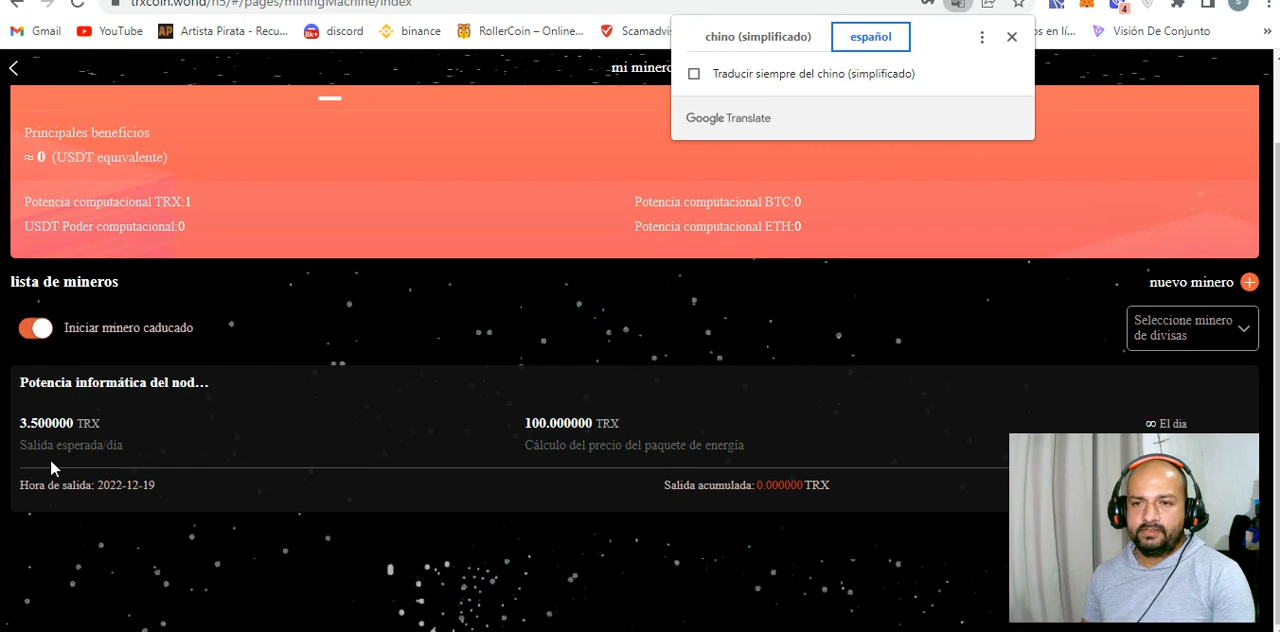 trxcoin.world/h5/#/pages/miningMachine/index
4
S
Gmail
YouTube
Artista Pirata - Recu...
discord
binance
RollerCoin – Online...
Scamadvi
os en lí...
Visión De Conjunto
»
chino (simplificado)
español
Traducir siempre del chino (simplificado)
Google Translate
mi minero
Principales beneficios
≈ 0 (USDT equivalente)
Potencia computacional TRX:1
Potencia computacional BTC:0
USDT Poder computacional:0
Potencia computacional ETH:0
lista de mineros
nuevo minero
Iniciar minero caducado
Seleccione minero
de divisas
Potencia informática del nod...
3.500000 TRX
100.000000 TRX
∞ El dia
Salida esperada/día
Cálculo del precio del paquete de energía
Hora de salida: 2022-12-19
Salida acumulada: 0.000000 TRX